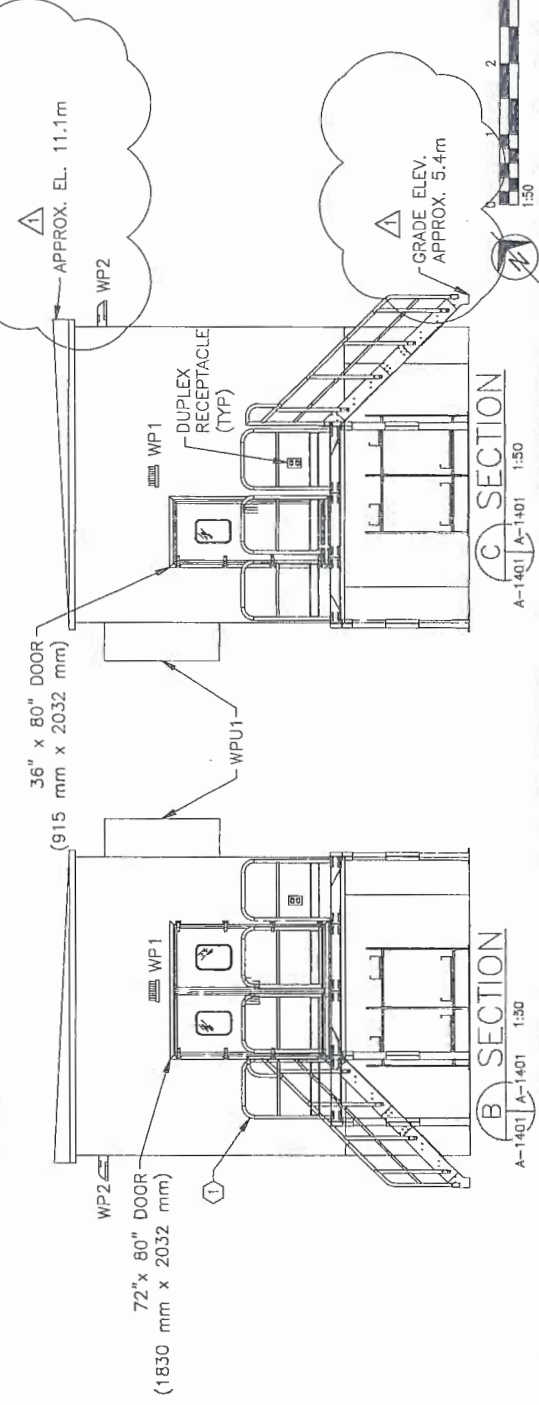 72"x 80" DOOR
(1830 mm x 2032 mm)
WP2
WP1
1
B SECTION
A-1401 A-1401 1:50
WPU1
36" x 80" DOOR
(915 mm x 2032 mm)
WP1
DUPLEX
RECEPTACLE
(TYP)
WP2
1
APPROX. EL. 11.1m
1
GRADE ELEV.
APPROX. 5.4m
C SECTION
A-1401 A-1401 1:50
N
0 1 2
1:50